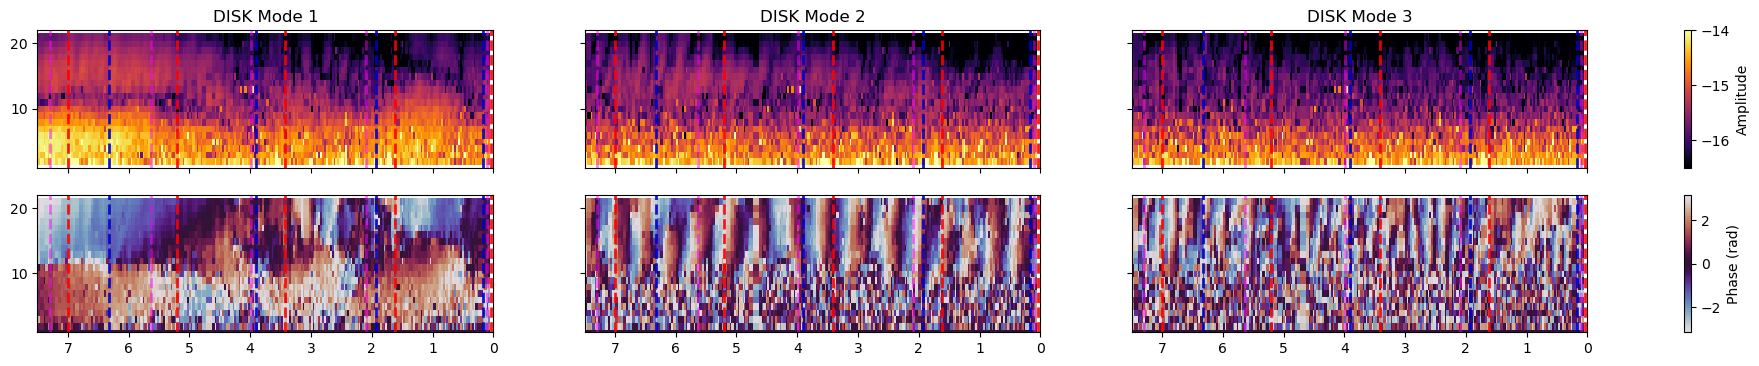 DISK Mode 1
DISK Mode 2
DISK Mode 3
20
10
−14
−15
−16
Amplitude
7 6 5 4 3 2 1 0
7 6 5 4 3 2 1 0
7 6 5 4 3 2 1 0
20
10
2
0
−2
Phase (rad)